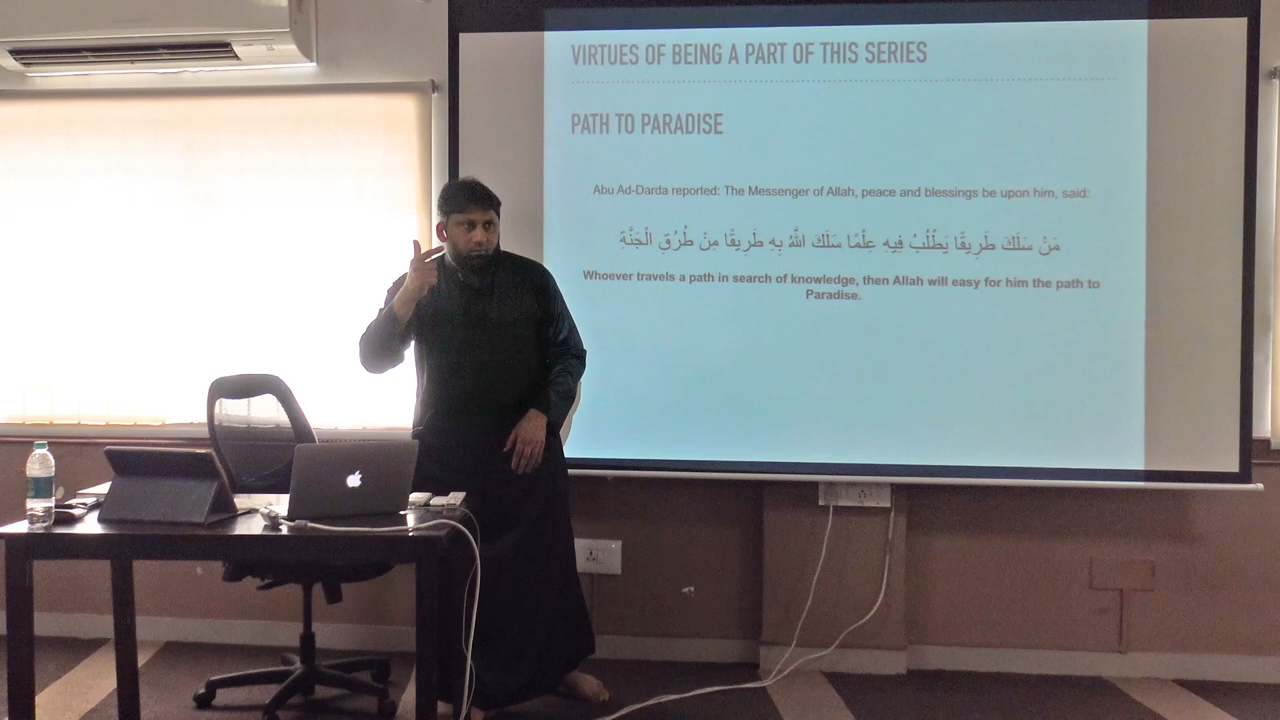 VIRTUES OF BEING A PART OF THIS SERIES
PATH TO PARADISE
Abu Ad-Darda reported: The Messenger of Allah, peace and blessings be upon him, said:
مَنْ سَلَكَ طَرِيقًا يَطْلُبُ فِيهِ عِلْمًا سَلَكَ اللَّهُ بِهِ طَرِيقًا مِنْ طُرُقِ الْجَنَّةِ
Whoever travels a path in search of knowledge, then Allah will easy for him the path to
Paradise.